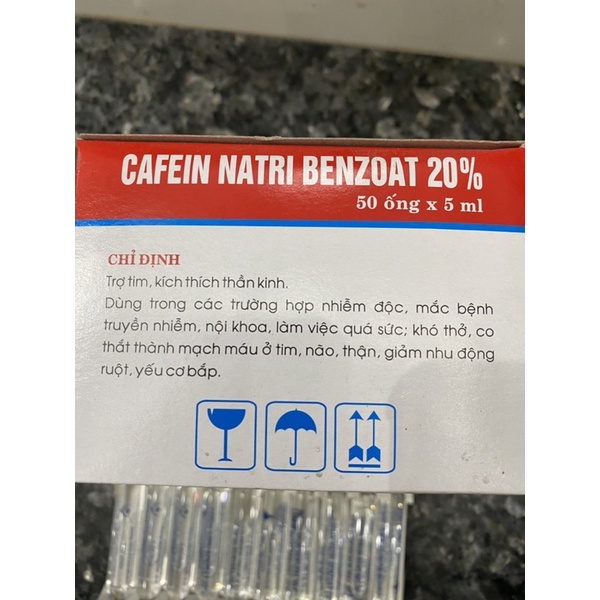 CAFEIN NATRI BENZOAT 20%
50 ống x 5 ml
CHỈ ĐỊNH
Trợ tim, kích thích thần kinh.
Dùng trong các trường hợp nhiễm độc, mắc bệnh
truyền nhiễm, nội khoa, làm việc quá sức; khó thở, co
thắt thành mạch máu ở tim, não, thận, giảm nhu động
ruột, yếu cơ bắp.